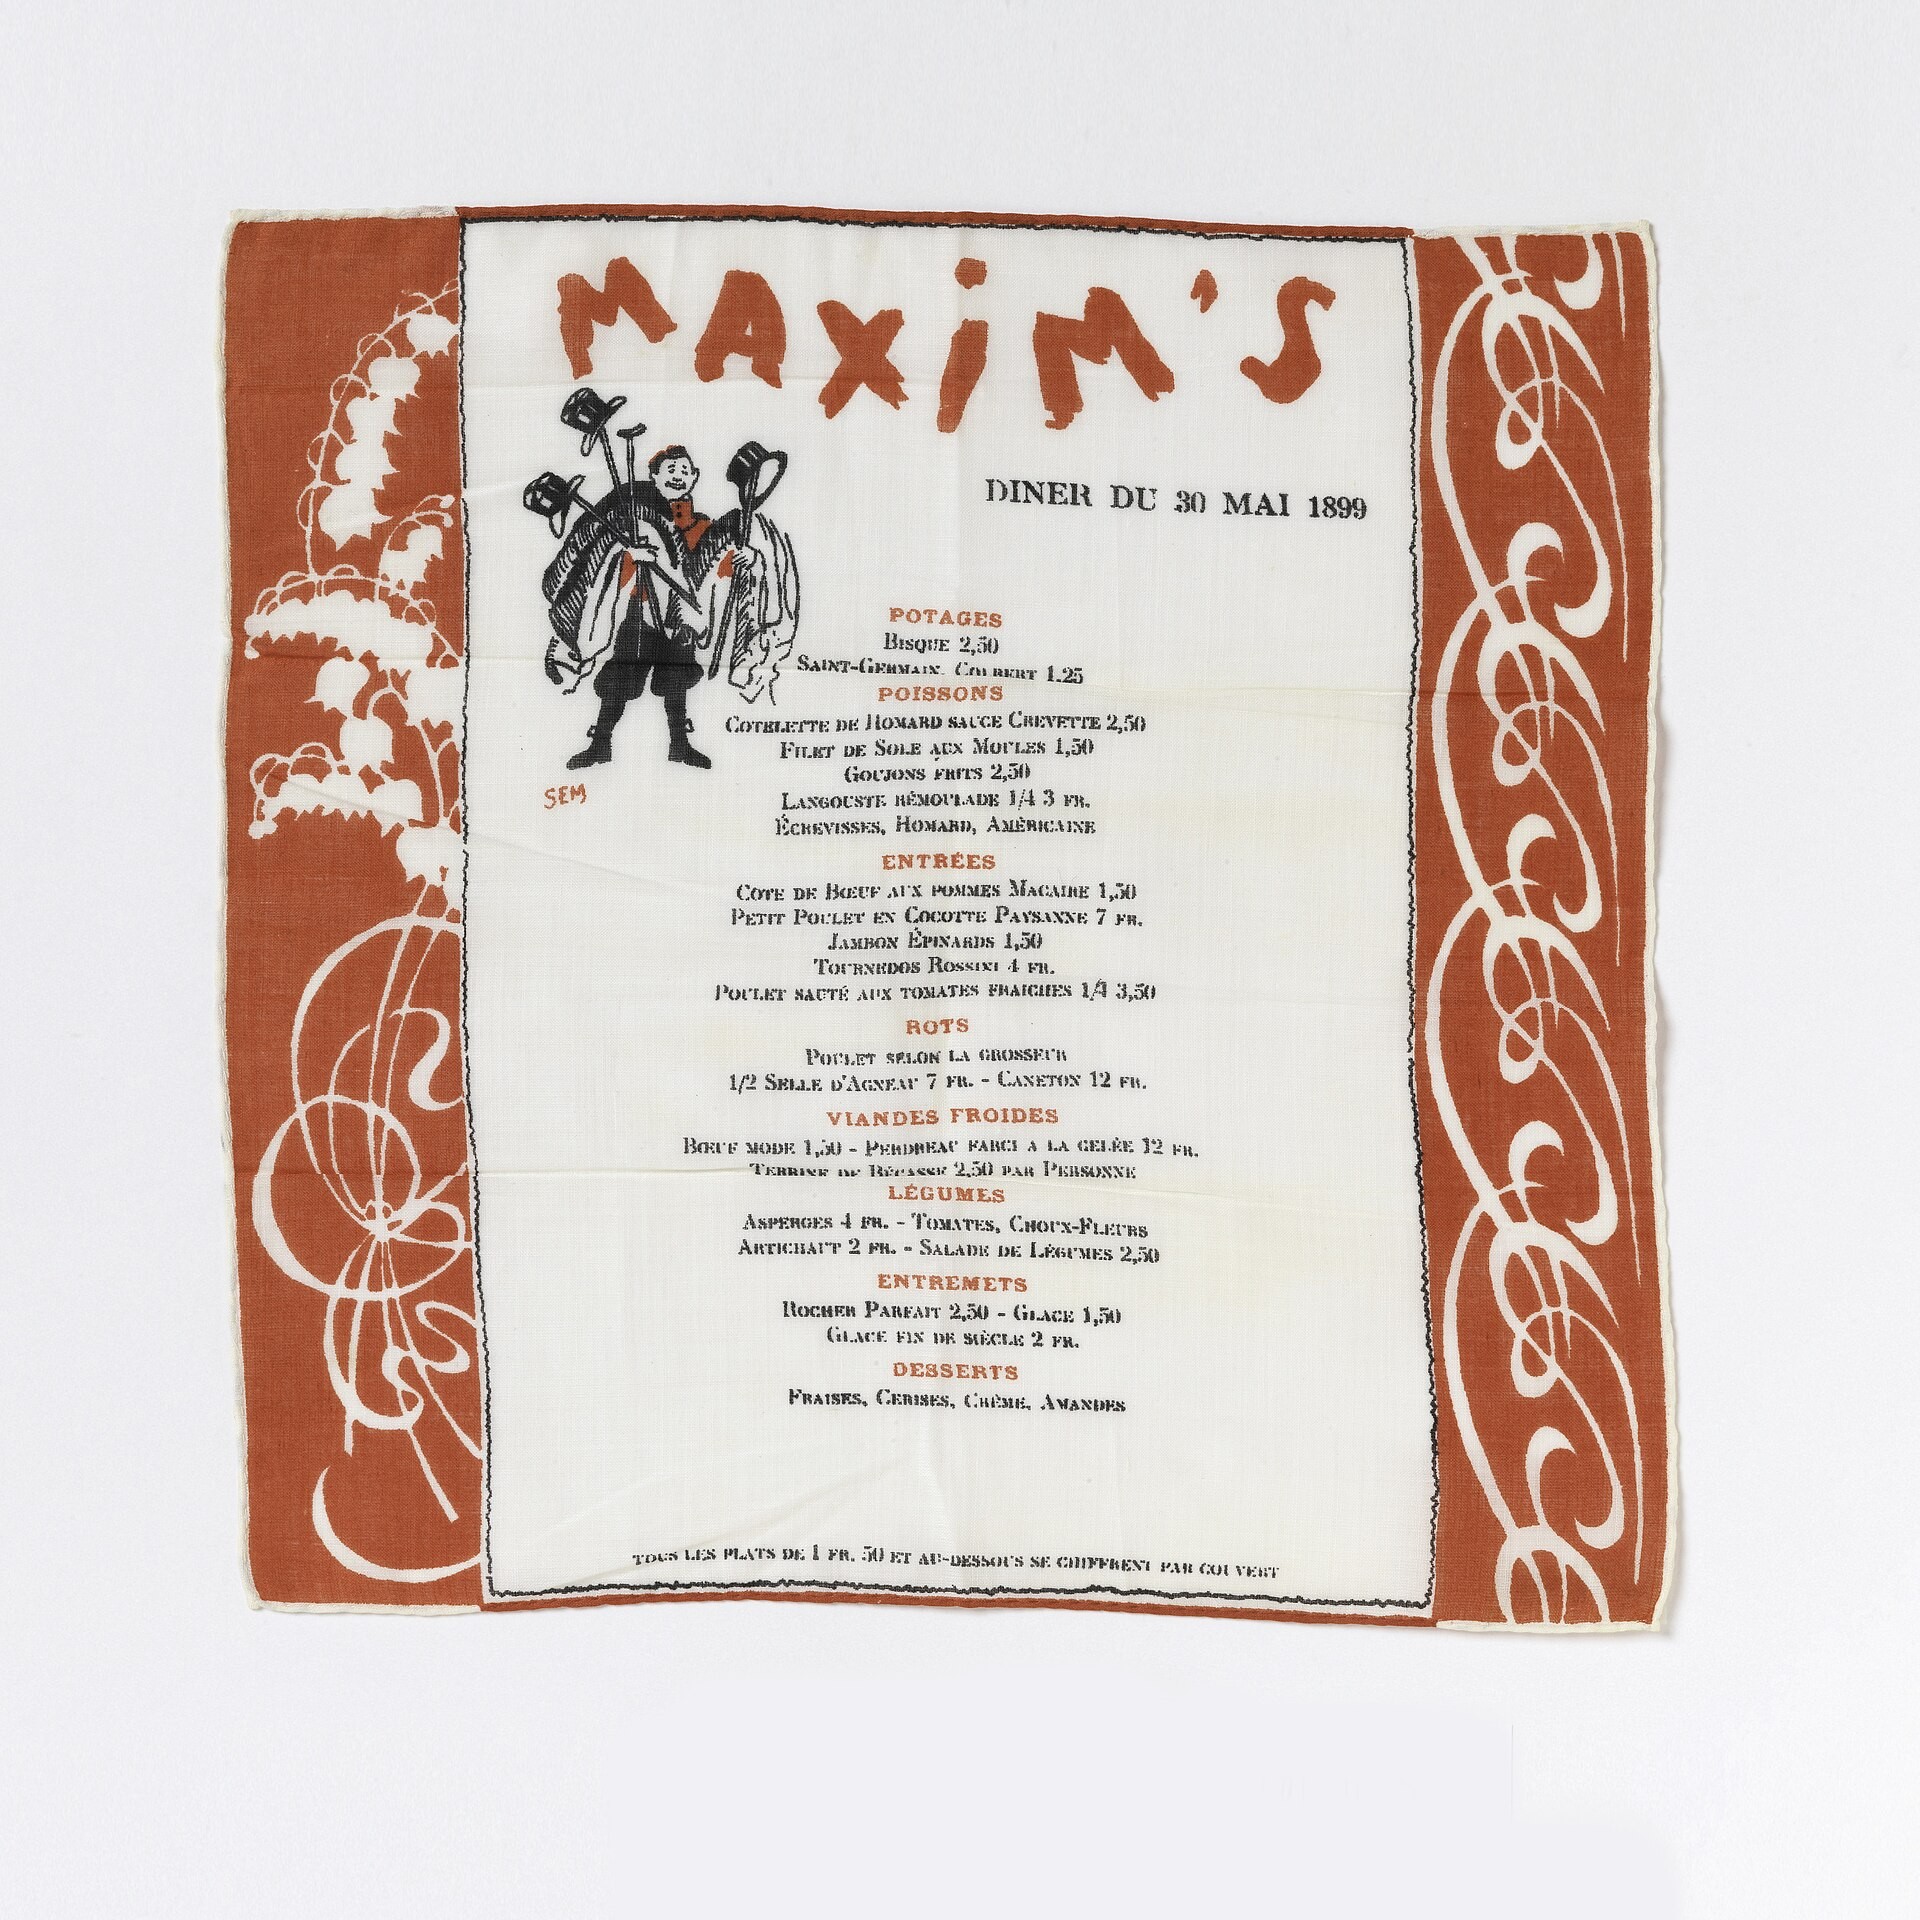 MAXiM'S
DINER DU 30 MAI 1899
POTAGES
BISQUE 2,50
SAINT-GERMAIN, COLBERT 1.25
POISSONS
COTELETTE DE HOMARD SAUCE CREVETTE 2,50
FILET DE SOLE AUX MOULES 1,50
GOUJONS FRITS 2,50
LANGOUSTE RÉMOULADE 1/4 3 FR.
SEM
ÉCREVISSES, HOMARD, AMÉRICAINE
ENTRÉES
COTE DE BŒUF AUX POMMES MACAIRE 1,50
PETIT POULET EN COCOTTE PAYSANNE 7 FR.
JAMBON ÉPINARDS 1,50
TOURNEDOS ROSSINI 4 FR.
POULET SAUTÉ AUX TOMATES FRAICHES 1/4 3,50
ROTS
POULET SELON LA GROSSEUR
1/2 SELLE D'AGNEAU 7 FR. - CANETON 12 FR.
VIANDES FROIDES
BŒUF MODE 1,50 - PERDREAU FARCI A LA GELÉE 12 FR.
TERRINE DE BÉCASSE 2,50 PAR PERSONNE
LÉGUMES
ASPERGES 4 FR. - TOMATES, CHOUX-FLEURS
ARTICHAUT 2 FR. - SALADE DE LÉGUMES 2,50
ENTREMETS
ROCHER PARFAIT 2,50 - GLACE 1,50
GLACE FIN DE SIÈCLE 2 FR.
DESSERTS
FRAISES, CERISES, CRÈME, AMANDES
TOUS LES PLATS DE 1 FR. 50 ET AU-DESSOUS SE CHIFFRENT PAR COUVERT